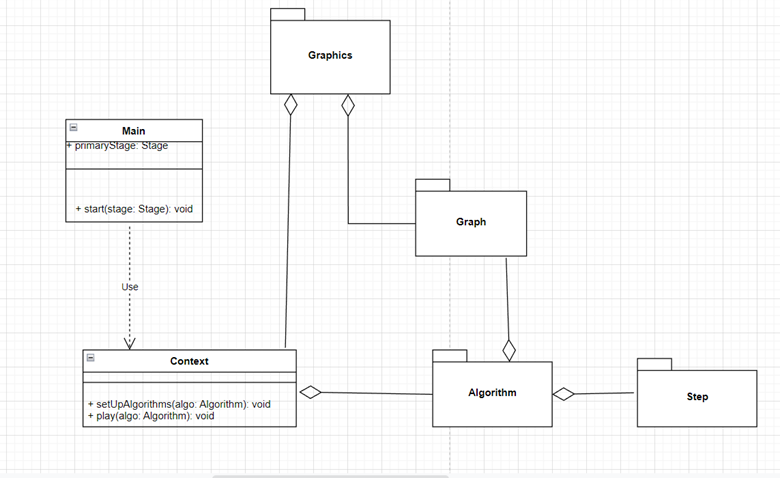 Graphics
Main
+ primaryStage: Stage
+ start(stage: Stage): void
Graph
Use
Context
+ setUpAlgorithms(algo: Algorithm): void
+ play(algo: Algorithm): void
Algorithm
Step